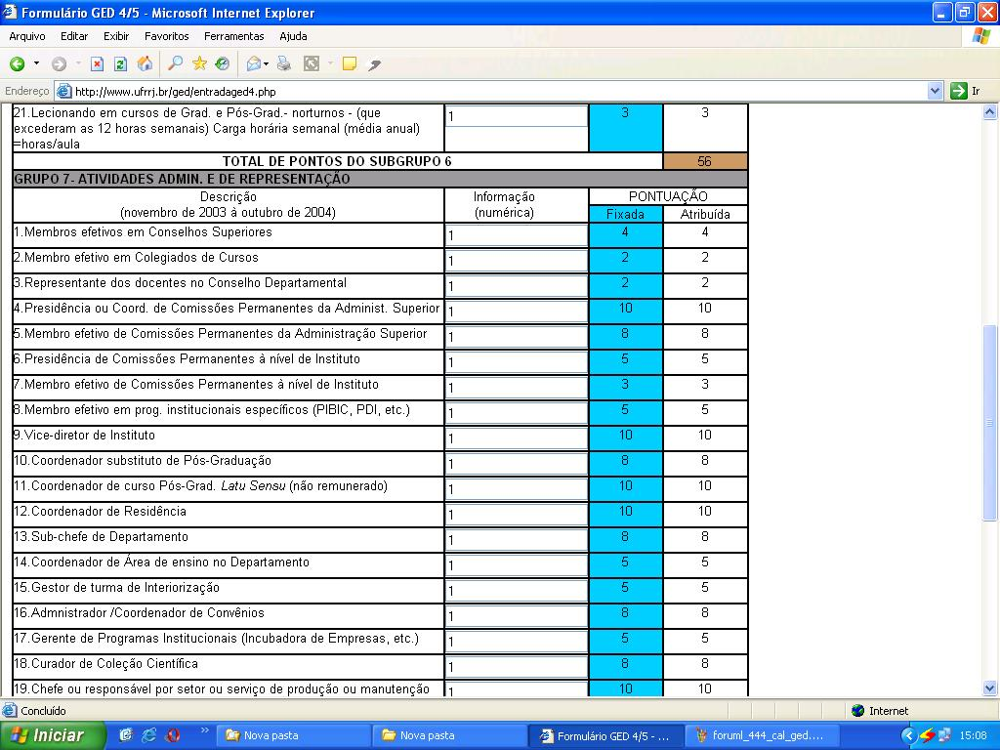 Formulário GED 4/5 - Microsoft Internet Explorer
Arquivo Editar Exibir Favoritos Ferramentas Ajuda
Endereço http://www.ufrrj.br/ged/entradaged4.php Ir
21.Lecionando em cursos de Grad. e Pós-Grad.- norturnos - (que
excederam as 12 horas semanais) Carga horária semanal (média anual)
=horas/aula
1 3 3
TOTAL DE PONTOS DO SUBGRUPO 6 56
GRUPO 7- ATIVIDADES ADMIN. E DE REPRESENTAÇÃO
Descrição Informação PONTUAÇÃO
(novembro de 2003 à outubro de 2004) (numérica) Fixada Atribuída
1.Membros efetivos em Conselhos Superiores 1 4 4
2.Membro efetivo em Colegiados de Cursos 1 2 2
3.Representante dos docentes no Conselho Departamental 1 2 2
4.Presidência ou Coord. de Comissões Permanentes da Administ. Superior 1 10 10
5.Membro efetivo de Comissões Permanentes da Administração Superior 1 8 8
6.Presidência de Comissões Permanentes à nível de Instituto 1 5 5
7.Membro efetivo de Comissões Permanentes à nível de Instituto 1 3 3
8.Membro efetivo em prog. institucionais específicos (PIBIC, PDI, etc.) 1 5 5
9.Vice-diretor de Instituto 1 10 10
10.Coordenador substituto de Pós-Graduação 1 8 8
11.Coordenador de curso Pós-Grad. Latu Sensu (não remunerado) 1 10 10
12.Coordenador de Residência 1 10 10
13.Sub-chefe de Departamento 1 8 8
14.Coordenador de Área de ensino no Departamento 1 5 5
15.Gestor de turma de Interiorização 1 5 5
16.Admnistrador /Coordenador de Convênios 1 8 8
17.Gerente de Programas Institucionais (Incubadora de Empresas, etc.) 1 5 5
18.Curador de Coleção Científica 1 8 8
19.Chefe ou responsável por setor ou serviço de produção ou manutenção 1 10 10
Concluído Internet
Iniciar » Nova pasta Nova pasta Formulário GED 4/5 - ... foruml_444_cal_ged.... 15:08